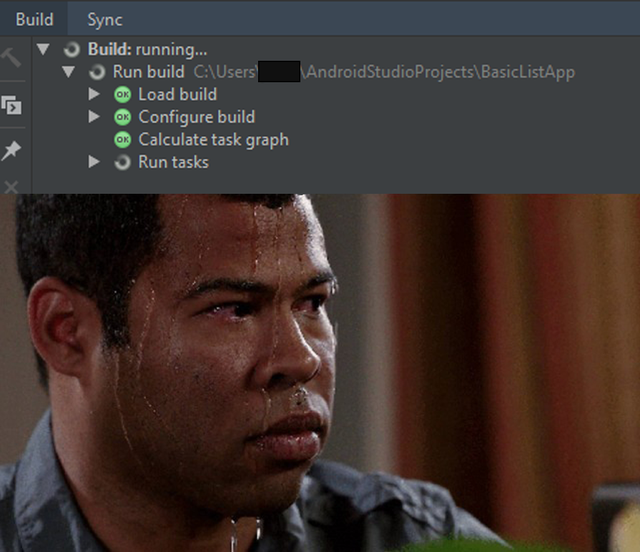 Build Sync
Build: running...
Run build C:\Users\ \AndroidStudioProjects\BasicListApp
OK Load build
OK Configure build
OK Calculate task graph
Run tasks